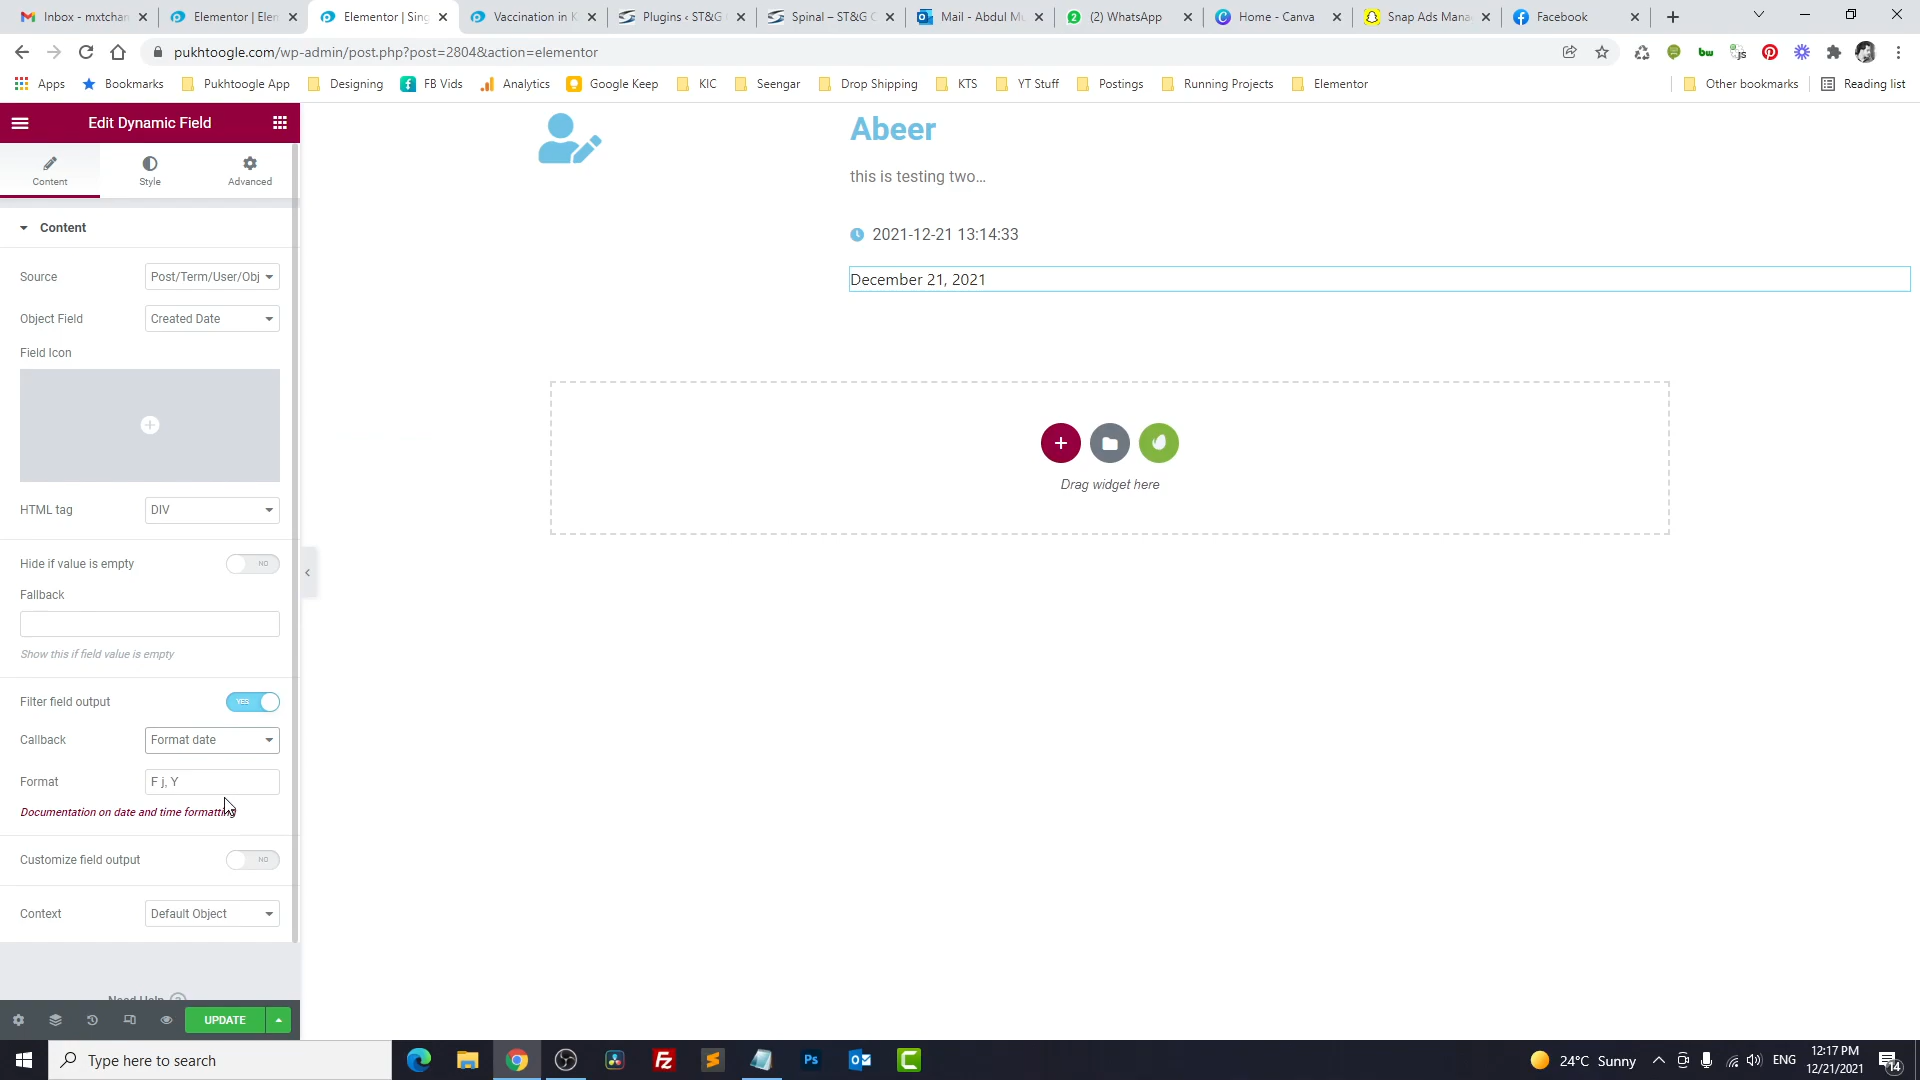 Inbox - mxtchan
Elementor | Elen
Elementor | Sing
Vaccination in K
Plugins ‹ ST&G
Spinal – ST&G C
Mail - Abdul Mu
(2) WhatsApp
Home - Canva
Snap Ads Mana
Facebook
pukhtoogle.com/wp-admin/post.php?post=2804&action=elementor
Apps
Bookmarks
Pukhtoogle App
Designing
FB Vids
Analytics
Google Keep
KIC
Seengar
Drop Shipping
KTS
YT Stuff
Postings
Running Projects
Elementor
Other bookmarks
Reading list
Edit Dynamic Field
Content
Style
Advanced
Content
Source
Post/Term/User/Obj
Object Field
Created Date
Field Icon
HTML tag
DIV
Hide if value is empty
NO
Fallback
Show this if field value is empty
Filter field output
YES
Callback
Format date
Format
F j, Y
Documentation on date and time formatting
Customize field output
NO
Context
Default Object
Need Help
UPDATE
Abeer
this is testing two...
2021-12-21 13:14:33
December 21, 2021
Drag widget here
Type here to search
24°C Sunny
ENG
12:17 PM
12/21/2021
14